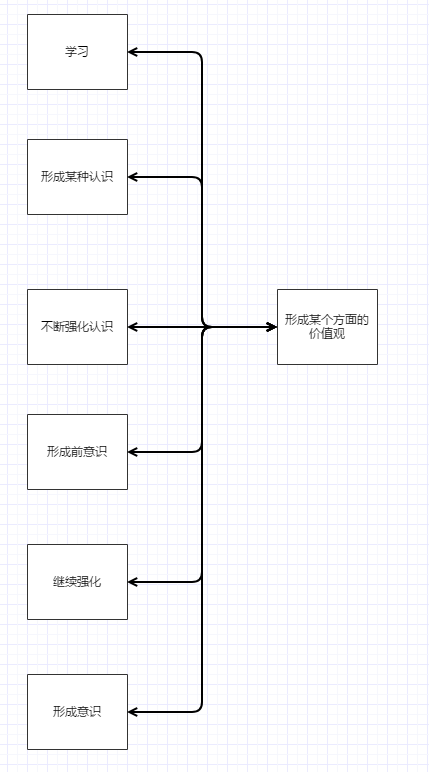 学习
形成某种认识
不断强化认识
形成某个方面的
价值观
形成前意识
继续强化
形成意识